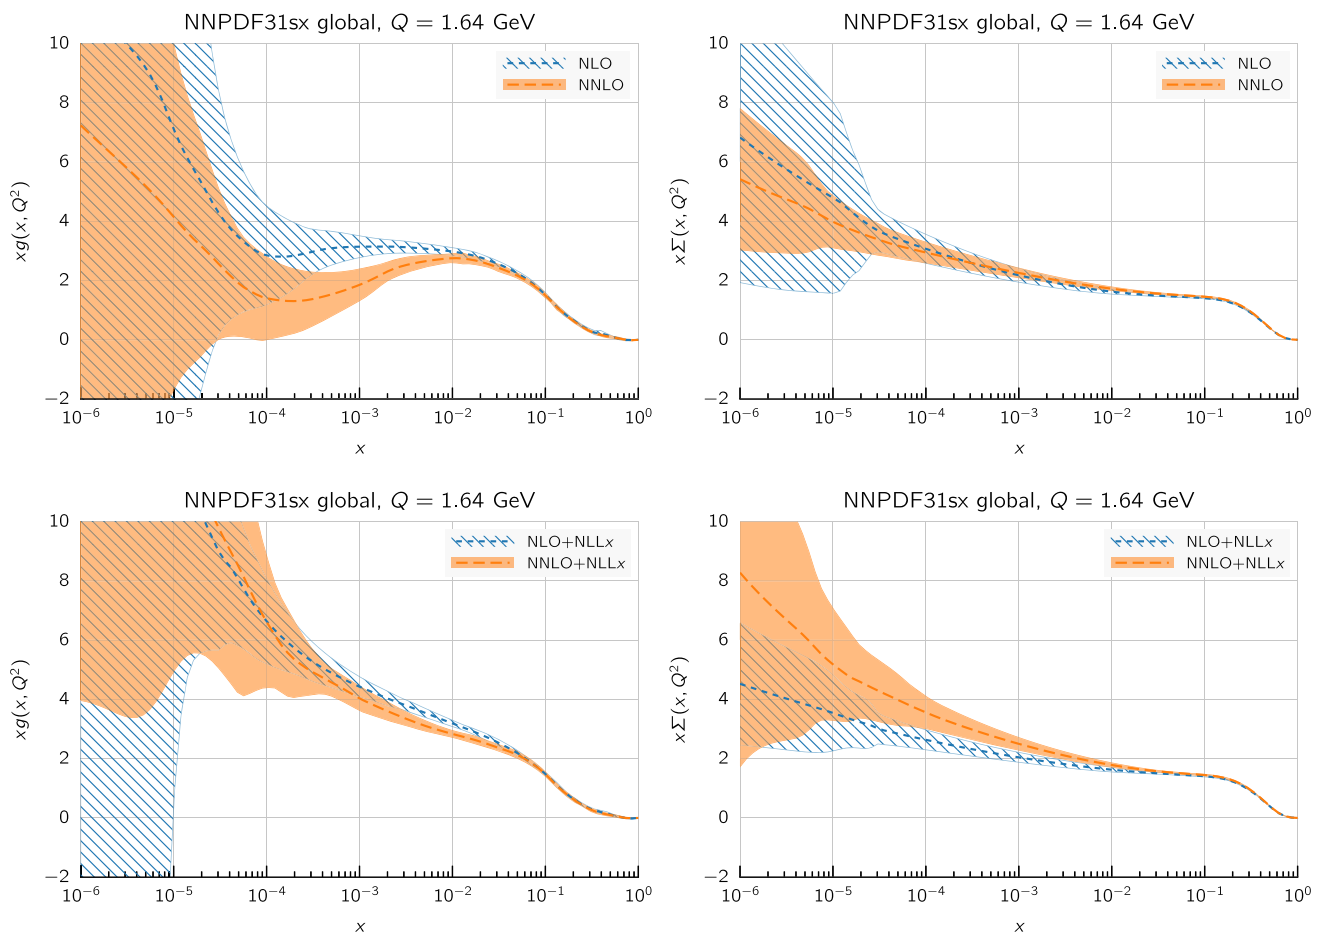 NNPDF31sx global, Q = 1.64 GeV
NLO
NNLO
xg(x, Q²)
10
8
6
4
2
0
−2
10⁻⁶ 10⁻⁵ 10⁻⁴ 10⁻³ 10⁻² 10⁻¹ 10⁰
x
NNPDF31sx global, Q = 1.64 GeV
NLO
NNLO
xΣ(x, Q²)
10
8
6
4
2
0
−2
10⁻⁶ 10⁻⁵ 10⁻⁴ 10⁻³ 10⁻² 10⁻¹ 10⁰
x
NNPDF31sx global, Q = 1.64 GeV
NLO+NLLx
NNLO+NLLx
xg(x, Q²)
10
8
6
4
2
0
−2
10⁻⁶ 10⁻⁵ 10⁻⁴ 10⁻³ 10⁻² 10⁻¹ 10⁰
x
NNPDF31sx global, Q = 1.64 GeV
NLO+NLLx
NNLO+NLLx
xΣ(x, Q²)
10
8
6
4
2
0
−2
10⁻⁶ 10⁻⁵ 10⁻⁴ 10⁻³ 10⁻² 10⁻¹ 10⁰
x